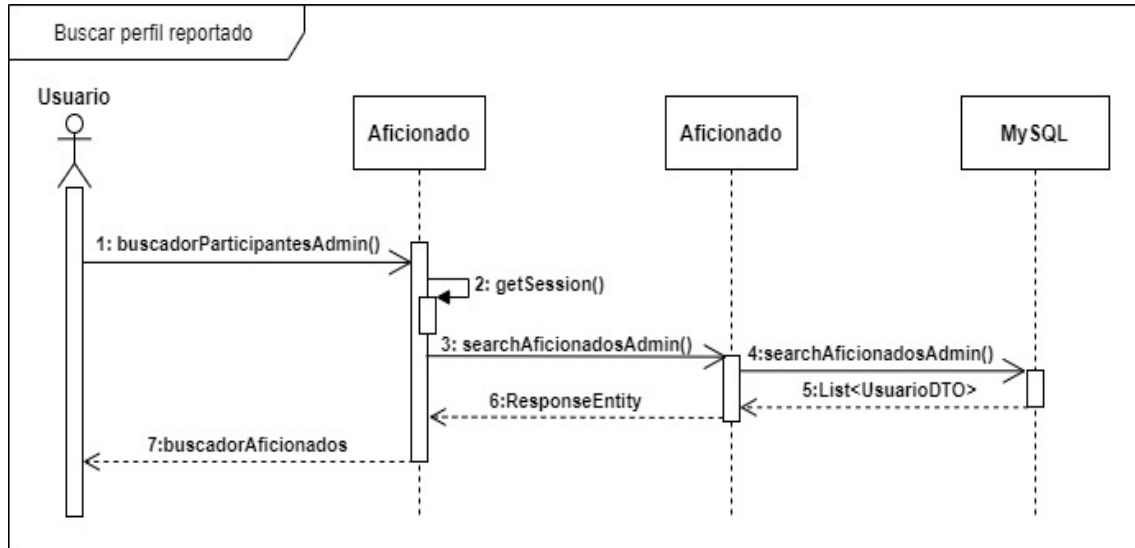 Buscar perfil reportado
Usuario
Aficionado
Aficionado
MySQL
1: buscadorParticipantesAdmin()
2: getSession()
3: searchAficionadosAdmin()
4:searchAficionadosAdmin()
5:List<UsuarioDTO>
6:ResponseEntity
7:buscadorAficionados